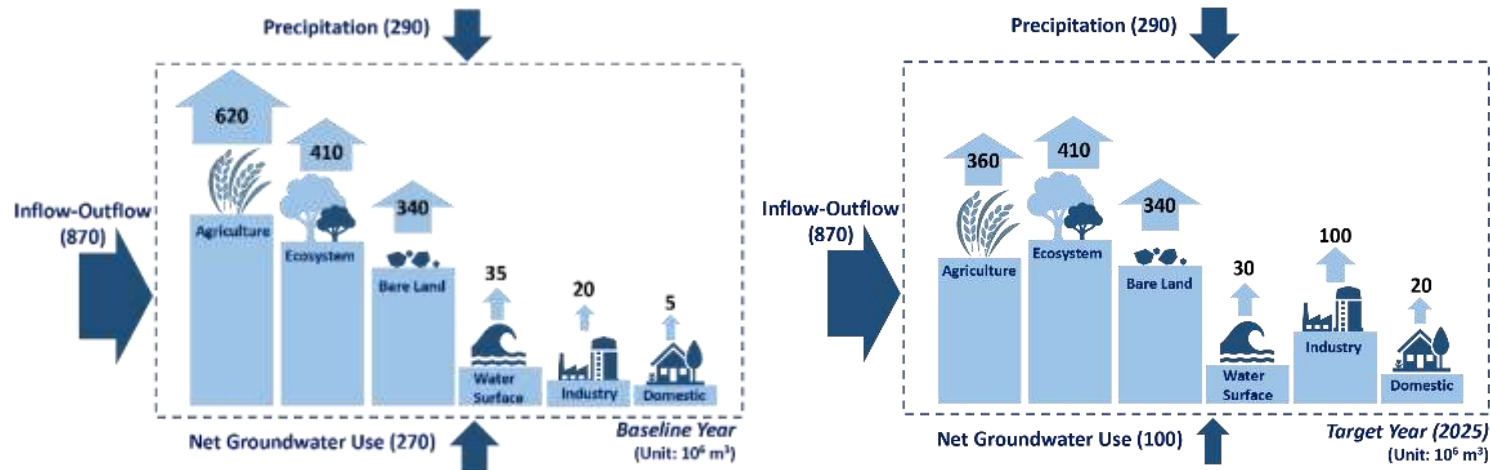 Precipitation (290)
620
410
340
35
20
5
Agriculture
Ecosystem
Bare Land
Water
Surface
Industry
Domestic
Inflow-Outflow
(870)
Net Groundwater Use (270)
Baseline Year
(Unit: 10⁶ m³)
Precipitation (290)
360
410
340
30
100
20
Agriculture
Ecosystem
Bare Land
Water
Surface
Industry
Domestic
Inflow-Outflow
(870)
Net Groundwater Use (100)
Target Year (2025)
(Unit: 10⁶ m³)